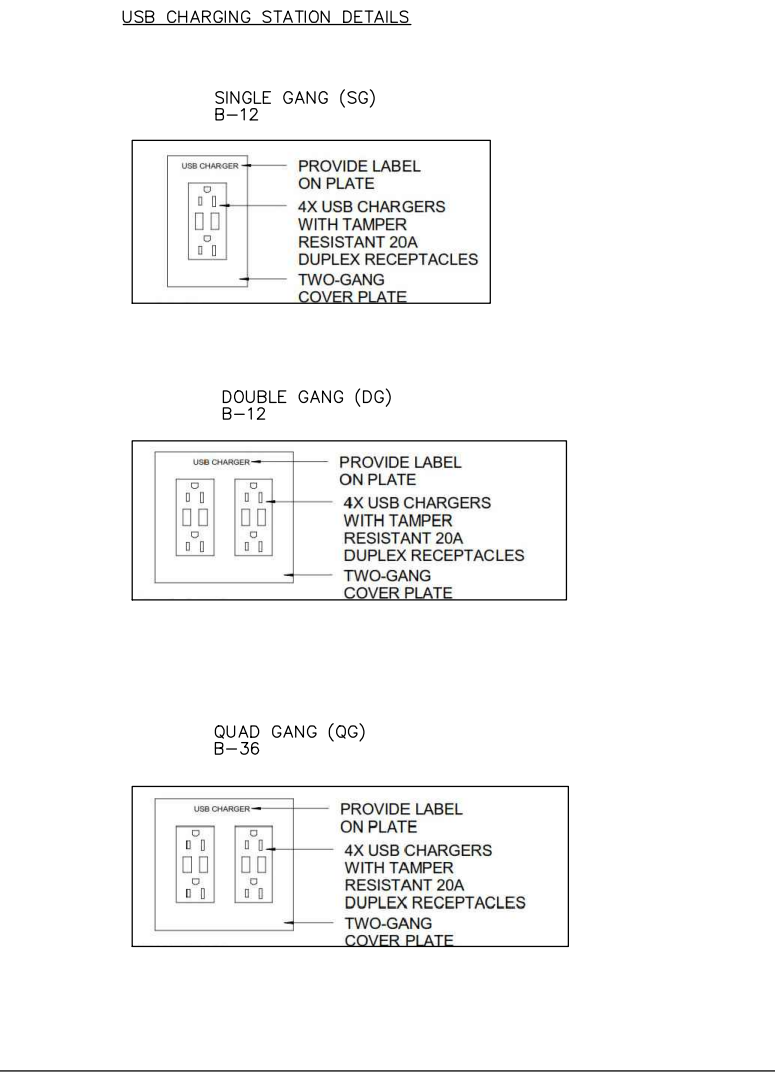 USB CHARGING STATION DETAILS
SINGLE GANG (SG)
B-12
USB CHARGER
PROVIDE LABEL
ON PLATE
4X USB CHARGERS
WITH TAMPER
RESISTANT 20A
DUPLEX RECEPTACLES
TWO-GANG
COVER PLATE
DOUBLE GANG (DG)
B-12
USB CHARGER
PROVIDE LABEL
ON PLATE
4X USB CHARGERS
WITH TAMPER
RESISTANT 20A
DUPLEX RECEPTACLES
TWO-GANG
COVER PLATE
QUAD GANG (QG)
B-36
USB CHARGER
PROVIDE LABEL
ON PLATE
4X USB CHARGERS
WITH TAMPER
RESISTANT 20A
DUPLEX RECEPTACLES
TWO-GANG
COVER PLATE